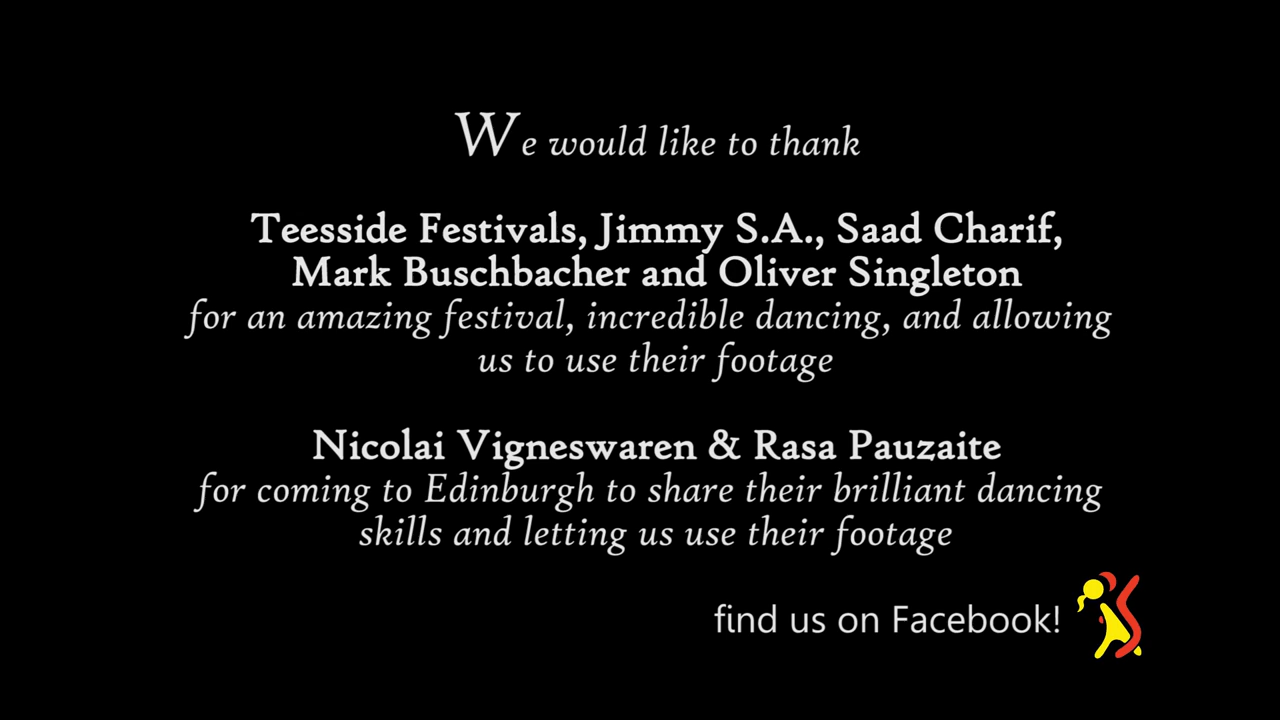 We would like to thank
Teesside Festivals, Jimmy S.A., Saad Charif,
Mark Buschbacher and Oliver Singleton
for an amazing festival, incredible dancing, and allowing
us to use their footage
Nicolai Vigneswaren & Rasa Pauzaite
for coming to Edinburgh to share their brilliant dancing
skills and letting us use their footage
find us on Facebook!